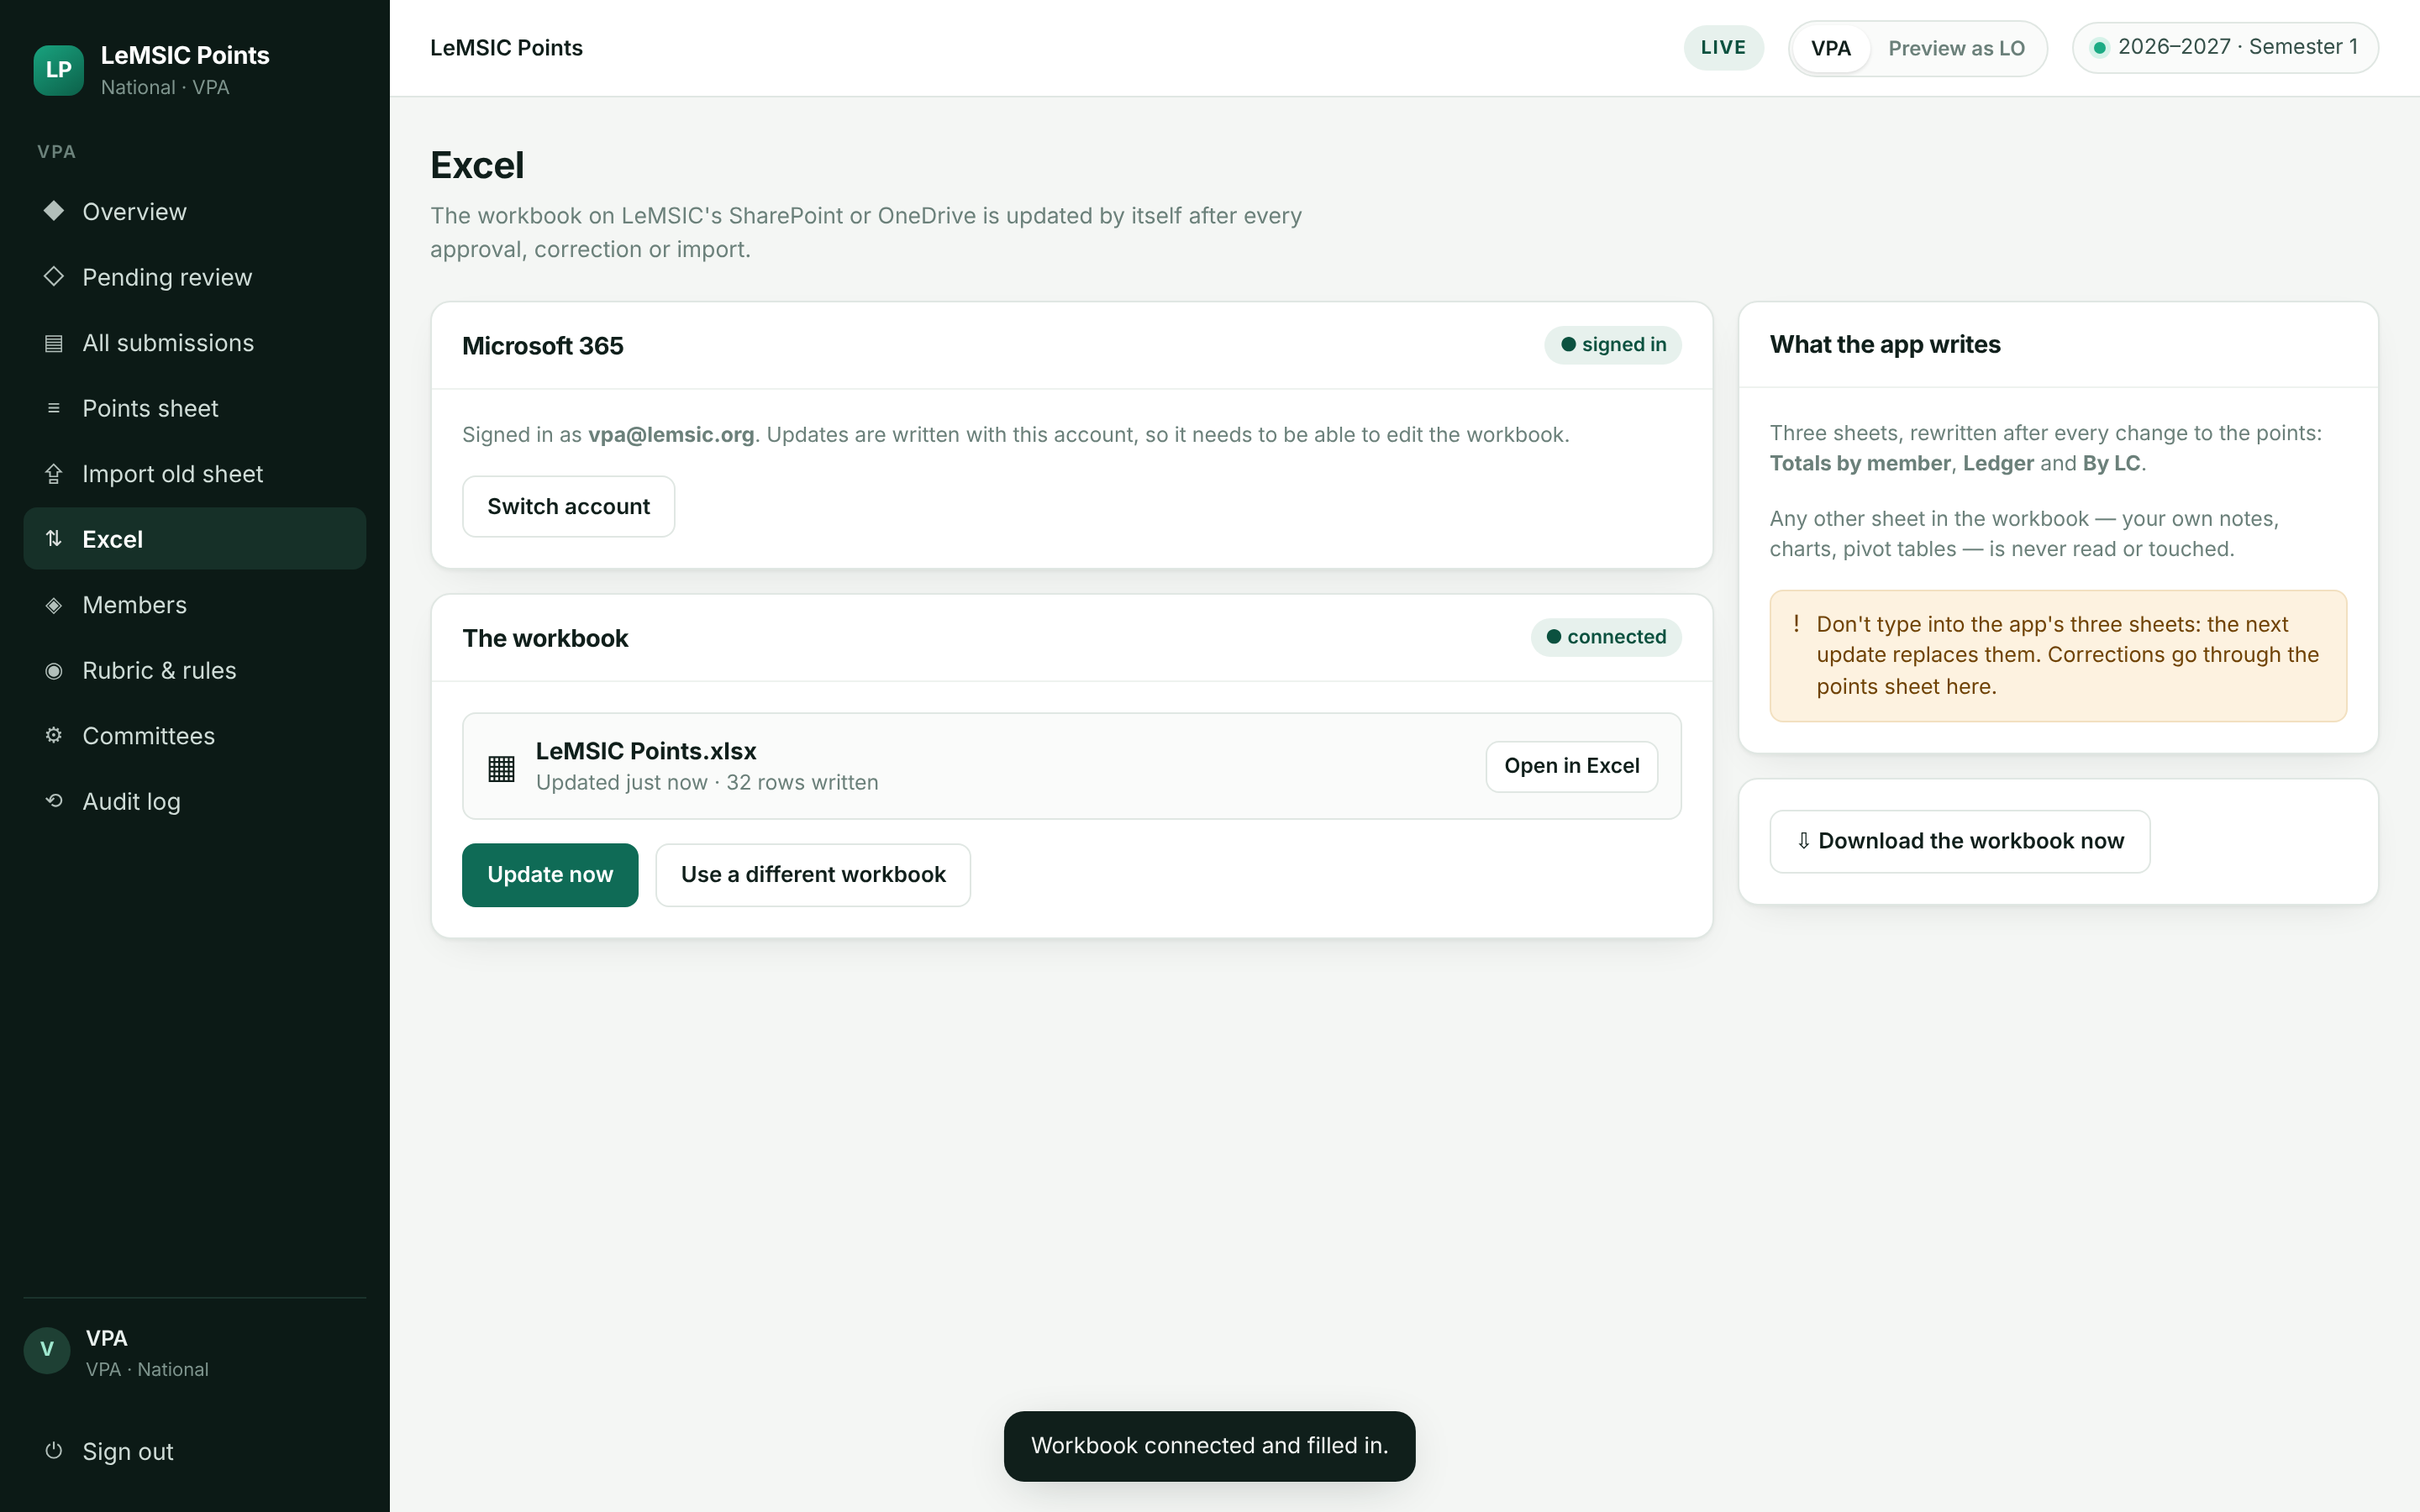 LP
LeMSIC Points
National · VPA
VPA
Overview
Pending review
All submissions
Points sheet
Import old sheet
Excel
Members
Rubric & rules
Committees
Audit log
V
VPA
VPA · National
Sign out
LeMSIC Points
LIVE
VPA
Preview as LO
2026–2027 · Semester 1
Excel
The workbook on LeMSIC's SharePoint or OneDrive is updated by itself after every
approval, correction or import.
Microsoft 365
signed in
Signed in as vpa@lemsic.org. Updates are written with this account, so it needs to be able to edit the workbook.
Switch account
The workbook
connected
LeMSIC Points.xlsx
Updated just now · 32 rows written
Open in Excel
Update now
Use a different workbook
What the app writes
Three sheets, rewritten after every change to the points:
Totals by member, Ledger and By LC.
Any other sheet in the workbook — your own notes,
charts, pivot tables — is never read or touched.
! Don't type into the app's three sheets: the next
update replaces them. Corrections go through the
points sheet here.
⇩ Download the workbook now
Workbook connected and filled in.